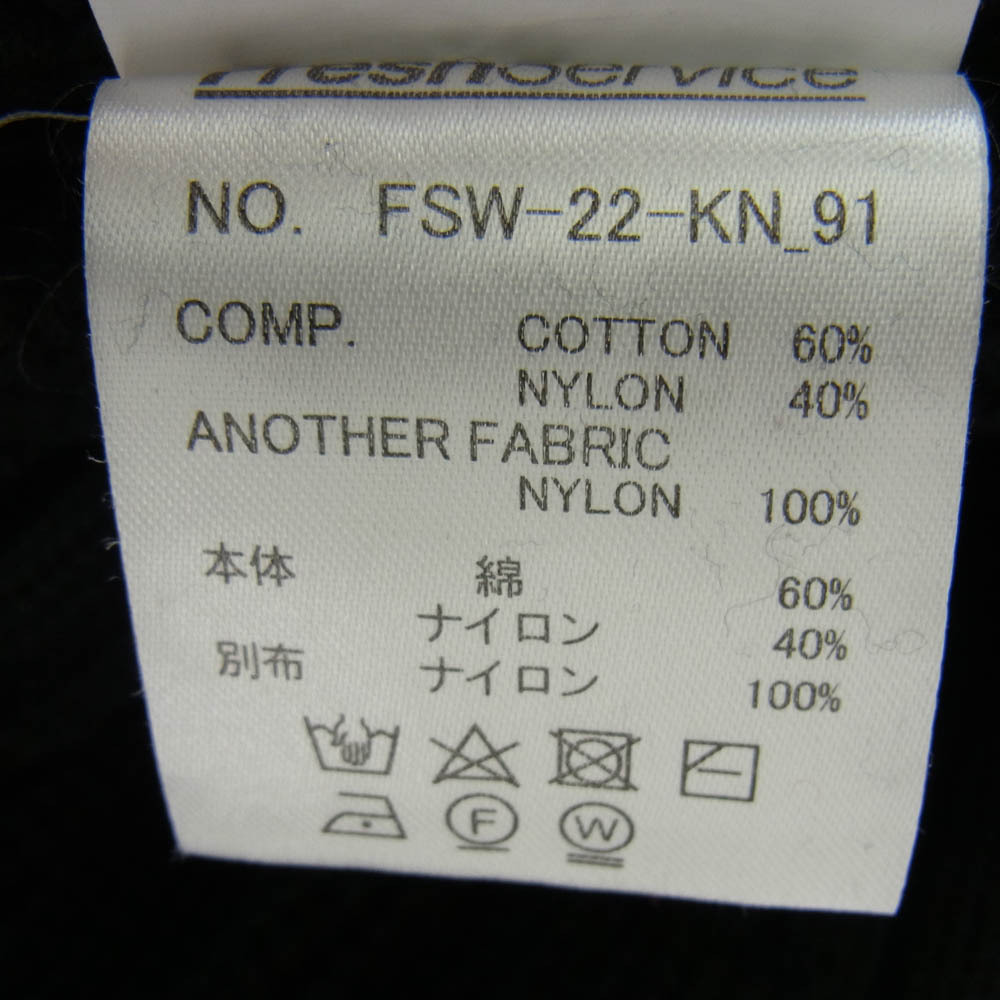 FreshService
NO. FSW-22-KN_91
COMP. COTTON 60%
NYLON 40%
ANOTHER FABRIC
NYLON 100%
本体 綿 60%
ナイロン 40%
別布 ナイロン 100%
F W